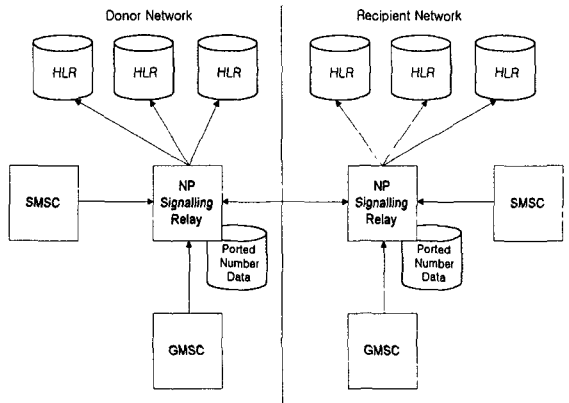 Donor Network
Recipient Network
HLR
HLR
HLR
HLR
HLR
HLR
SMSC
NP
Signalling
Relay
NP
Signalling
Relay
SMSC
Ported
Number
Data
Ported
Number
Data
GMSC
GMSC